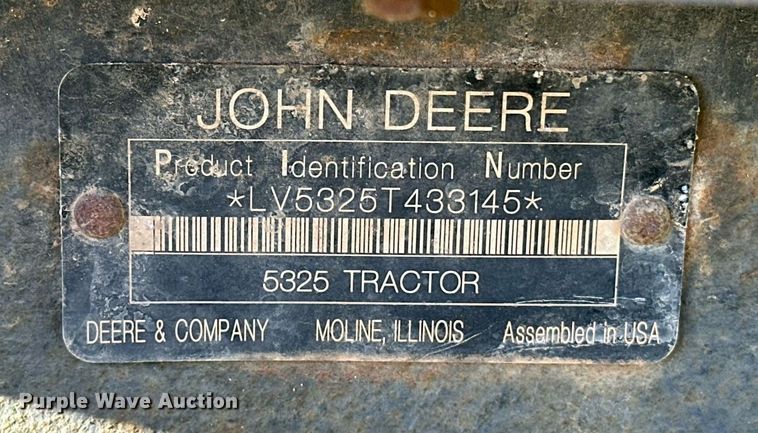 JOHN DEERE
Product Identification Number
*LV5325T433145*
5325 TRACTOR
DEERE & COMPANY MOLINE, ILLINOIS Assembled in USA
Purple Wave Auction